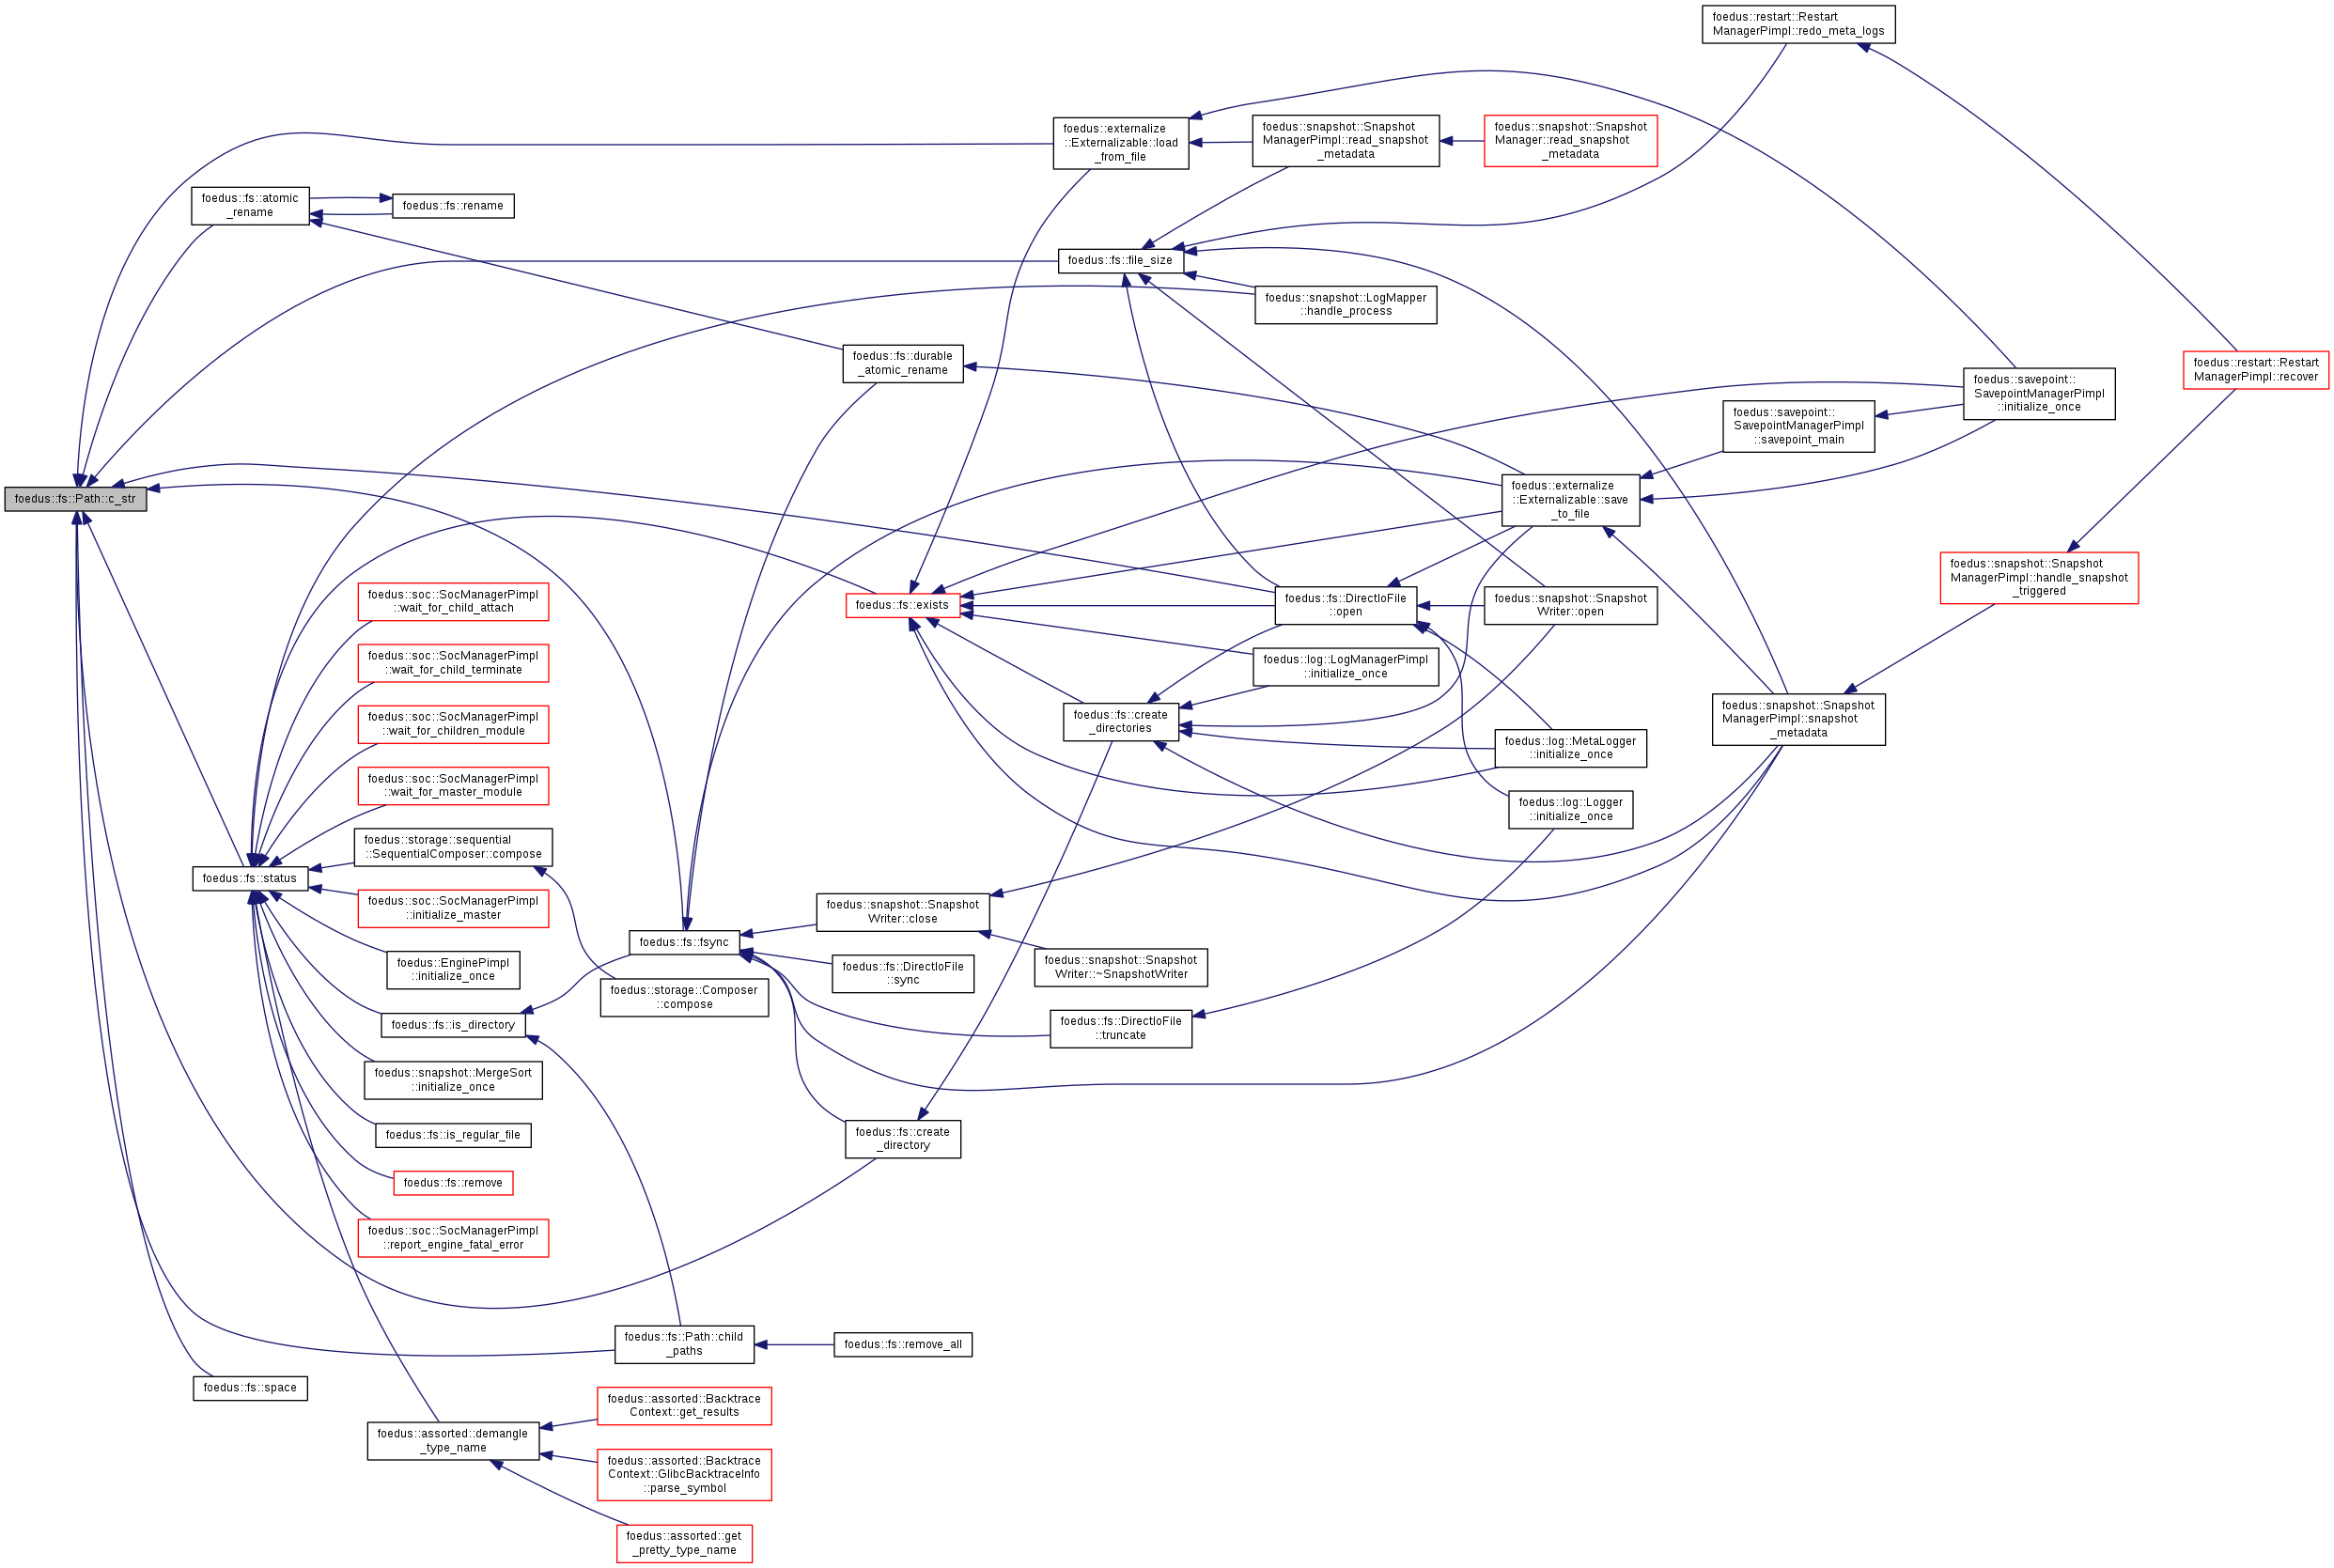 foedus::restart::Restart
ManagerPimpl::redo_meta_logs
foedus::externalize
::Externalizable::load
_from_file
foedus::snapshot::Snapshot
ManagerPimpl::read_snapshot
_metadata
foedus::snapshot::Snapshot
Manager::read_snapshot
_metadata
foedus::fs::atomic
_rename
foedus::fs::rename
foedus::fs::file_size
foedus::snapshot::LogMapper
::handle_process
foedus::fs::durable
_atomic_rename
foedus::restart::Restart
ManagerPimpl::recover
foedus::savepoint::
SavepointManagerPimpl
::initialize_once
foedus::savepoint::
SavepointManagerPimpl
::savepoint_main
foedus::fs::Path::c_str
foedus::externalize
::Externalizable::save
_to_file
foedus::snapshot::Snapshot
ManagerPimpl::handle_snapshot
_triggered
foedus::soc::SocManagerPimpl
::wait_for_child_attach
foedus::fs::exists
foedus::fs::DirectIoFile
::open
foedus::snapshot::Snapshot
Writer::open
foedus::soc::SocManagerPimpl
::wait_for_child_terminate
foedus::log::LogManagerPimpl
::initialize_once
foedus::soc::SocManagerPimpl
::wait_for_children_module
foedus::fs::create
_directories
foedus::snapshot::Snapshot
ManagerPimpl::snapshot
_metadata
foedus::log::MetaLogger
::initialize_once
foedus::soc::SocManagerPimpl
::wait_for_master_module
foedus::log::Logger
::initialize_once
foedus::storage::sequential
::SequentialComposer::compose
foedus::fs::status
foedus::soc::SocManagerPimpl
::initialize_master
foedus::snapshot::Snapshot
Writer::close
foedus::fs::fsync
foedus::EnginePimpl
::initialize_once
foedus::fs::DirectIoFile
::sync
foedus::snapshot::Snapshot
Writer::~SnapshotWriter
foedus::storage::Composer
::compose
foedus::fs::is_directory
foedus::fs::DirectIoFile
::truncate
foedus::snapshot::MergeSort
::initialize_once
foedus::fs::is_regular_file
foedus::fs::create
_directory
foedus::fs::remove
foedus::soc::SocManagerPimpl
::report_engine_fatal_error
foedus::fs::Path::child
_paths
foedus::fs::remove_all
foedus::fs::space
foedus::assorted::Backtrace
Context::get_results
foedus::assorted::demangle
_type_name
foedus::assorted::Backtrace
Context::GlibcBacktraceInfo
::parse_symbol
foedus::assorted::get
_pretty_type_name